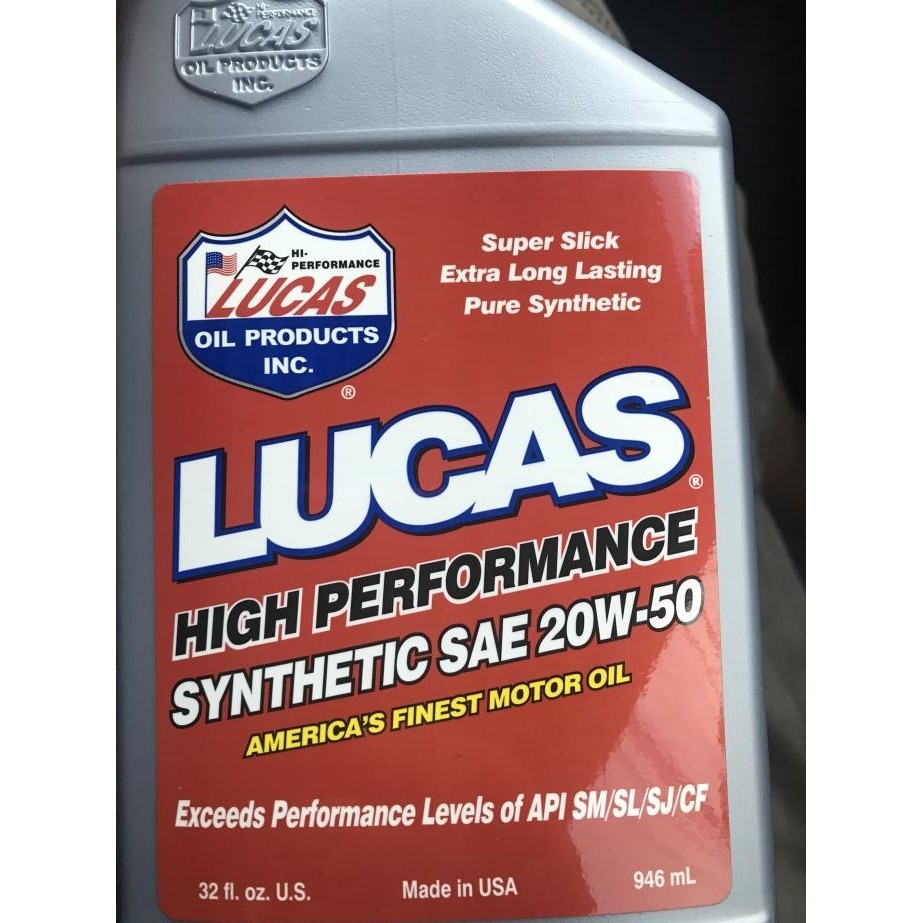 HI-
PERFORMANCE
LUCAS
OIL PRODUCTS
INC.
HI-
PERFORMANCE
LUCAS
OIL PRODUCTS
INC.
®
Super Slick
Extra Long Lasting
Pure Synthetic
LUCAS®
HIGH PERFORMANCE
SYNTHETIC SAE 20W-50
AMERICA'S FINEST MOTOR OIL
Exceeds Performance Levels of API SM/SL/SJ/CF
32 fl. oz. U.S. Made in USA 946 mL